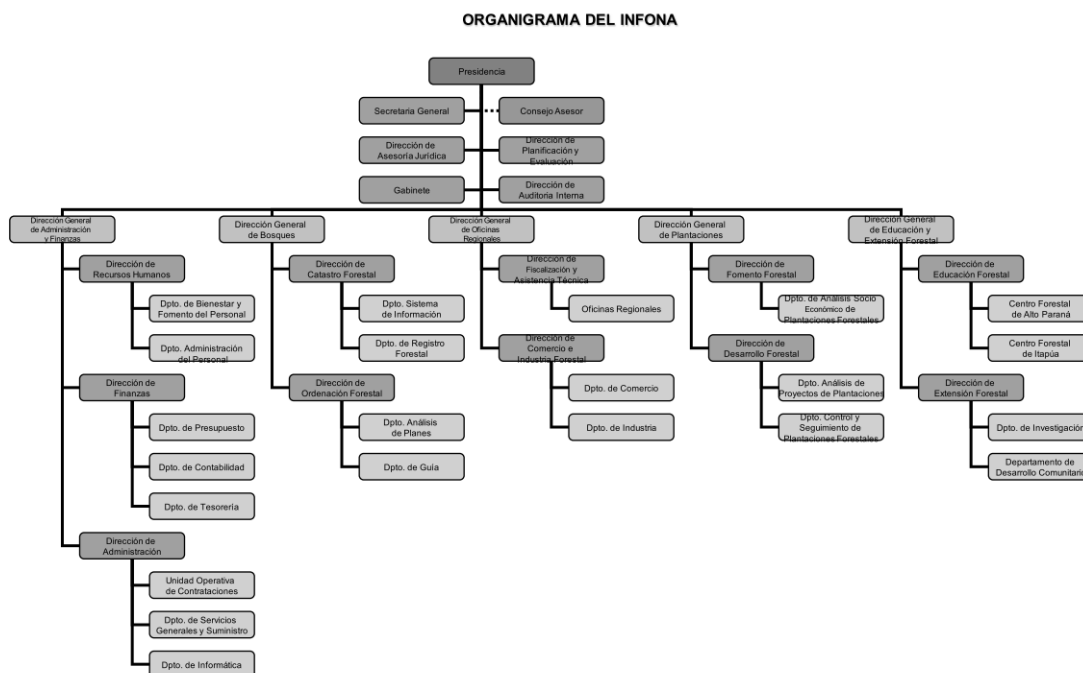 ORGANIGRAMA DEL INFONA
Presidencia
Secretaria General
Consejo Asesor
Dirección de
Asesoría Jurídica
Dirección de
Planificación y
Evaluación
Gabinete
Dirección de
Auditoria Interna
Dirección General
de Administración
y Finanzas
Dirección General
de Bosques
Dirección General
de Oficinas
Regionales
Dirección General
de Plantaciones
Dirección General
de Educación y
Extensión Forestal
Dirección de
Recursos Humanos
Dpto. de Bienestar y
Fomento del Personal
Dpto. Administración
del Personal
Dirección de
Finanzas
Dpto. de Presupuesto
Dpto. de Contabilidad
Dpto. de Tesorería
Dirección de
Administración
Unidad Operativa
de Contrataciones
Dpto. de Servicios
Generales y Suministro
Dpto. de Informática
Dirección de
Catastro Forestal
Dpto. Sistema
de Información
Dpto. de Registro
Forestal
Dirección de
Ordenación Forestal
Dpto. Análisis
de Planes
Dpto. de Guía
Dirección de
Fiscalización y
Asistencia Técnica
Oficinas Regionales
Dirección de
Comercio e
Industria Forestal
Dpto. de Comercio
Dpto. de Industria
Dirección de
Fomento Forestal
Dpto. de Análisis Socio
Económico de
Plantaciones Forestales
Dirección de
Desarrollo Forestal
Dpto. Análisis de
Proyectos de Plantaciones
Dpto. Control y
Seguimiento de
Plantaciones Forestales
Dirección de
Educación Forestal
Centro Forestal
de Alto Paraná
Centro Forestal
de Itapúa
Dirección de
Extensión Forestal
Dpto. de Investigación
Departamento de
Desarrollo Comunitario